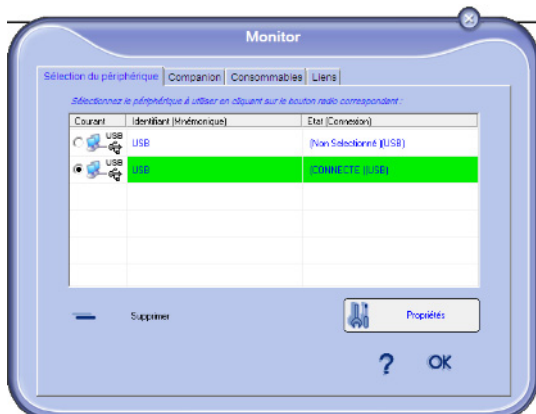 Monitor
Sélection du périphérique Companion Consommables Liens
Sélectionnez le périphérique à utiliser en cliquant sur le bouton radio correspondant :
Courant Identifiant (Mnémonique) Etat (Connexion)
USB USB (Non Selectionné )(USB)
USB USB (CONNECTE )(USB)
Supprimer Propriétés
? OK